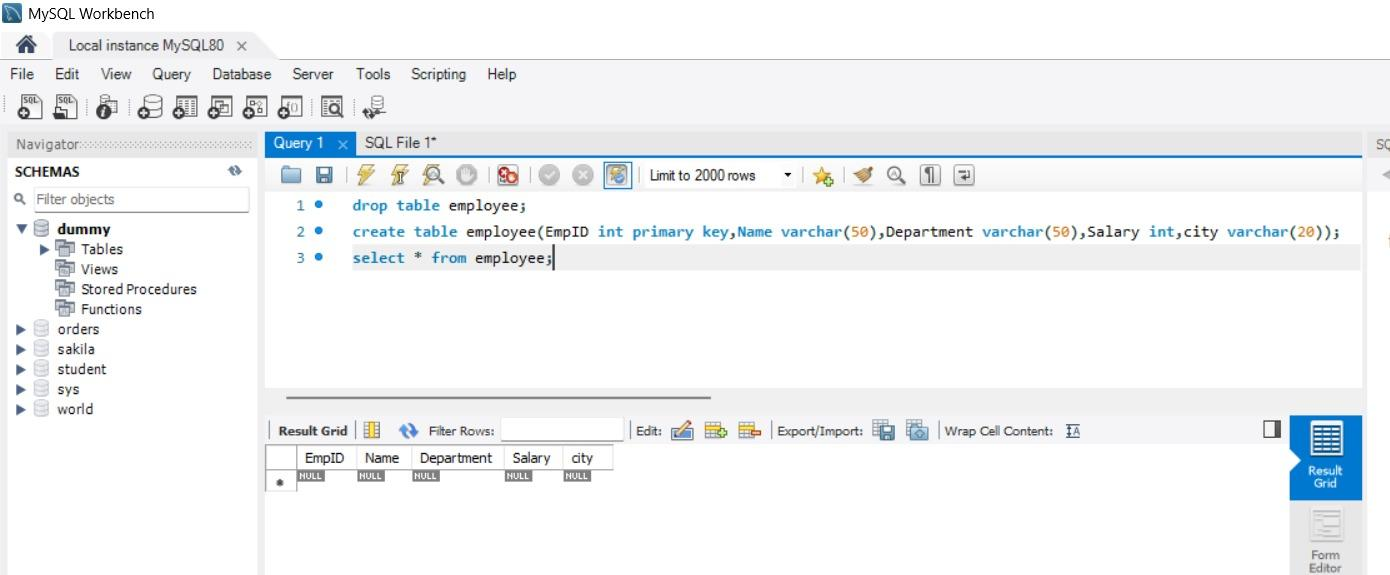 MySQL Workbench
Local instance MySQL80
File Edit View Query Database Server Tools Scripting Help
Navigator
Query 1 SQL File 1*
SCHEMAS
Limit to 2000 rows
Filter objects
dummy
Tables
Views
Stored Procedures
Functions
orders
sakila
student
sys
world
1 drop table employee;
2 create table employee(EmpID int primary key,Name varchar(50),Department varchar(50),Salary int,city varchar(20));
3 select * from employee;
Result Grid Filter Rows: Edit: Export/Import: Wrap Cell Content:
EmpID Name Department Salary city
NULL NULL NULL NULL NULL
Result
Grid
Form
Editor